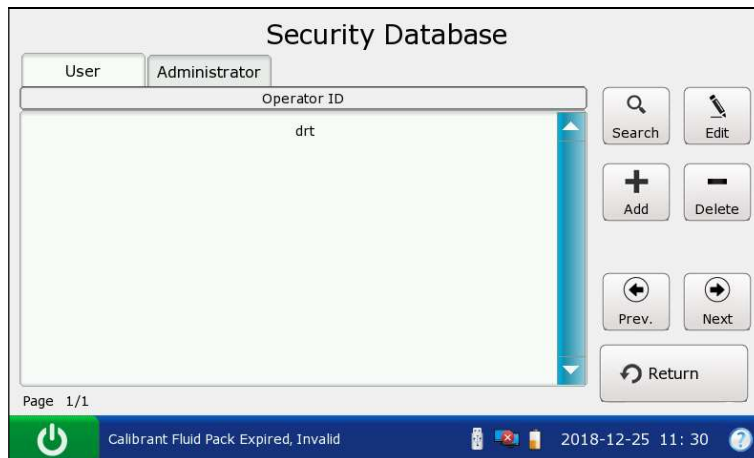 Security Database
User Administrator
Operator ID
drt
Search Edit
Add Delete
Prev. Next
Return
Page 1/1
Calibrant Fluid Pack Expired, Invalid 2018-12-25 11: 30 ?